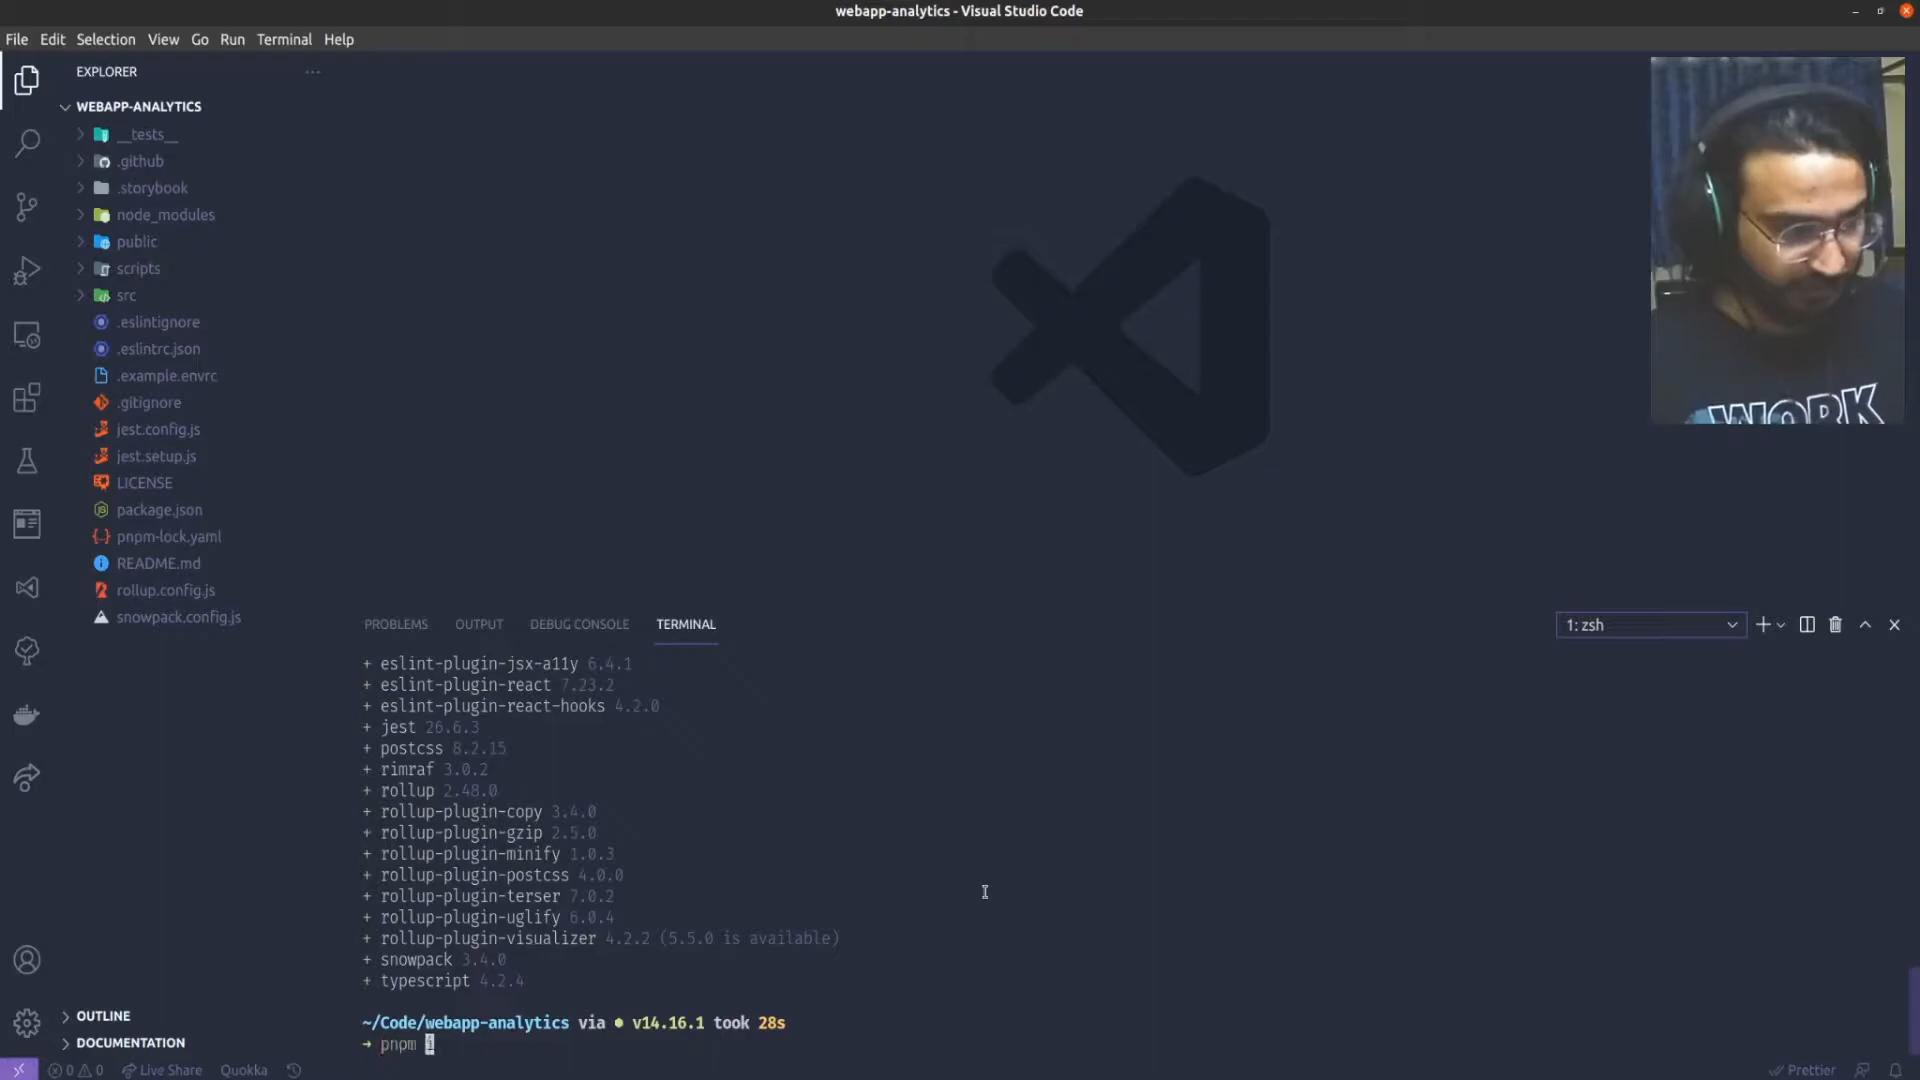 webapp-analytics - Visual Studio Code
File Edit Selection View Go Run Terminal Help
EXPLORER
WEBAPP-ANALYTICS
__tests__
.github
.storybook
node_modules
public
scripts
src
.eslintignore
.eslintrc.json
.example.envrc
.gitignore
jest.config.js
jest.setup.js
LICENSE
package.json
pnpm-lock.yaml
README.md
rollup.config.js
snowpack.config.js
OUTLINE
DOCUMENTATION
WORK
PROBLEMS OUTPUT DEBUG CONSOLE TERMINAL
1: zsh
+ eslint-plugin-jsx-a11y 6.4.1
+ eslint-plugin-react 7.23.2
+ eslint-plugin-react-hooks 4.2.0
+ jest 26.6.3
+ postcss 8.2.15
+ rimraf 3.0.2
+ rollup 2.48.0
+ rollup-plugin-copy 3.4.0
+ rollup-plugin-gzip 2.5.0
+ rollup-plugin-minify 1.0.3
+ rollup-plugin-postcss 4.0.0
+ rollup-plugin-terser 7.0.2
+ rollup-plugin-uglify 6.0.4
+ rollup-plugin-visualizer 4.2.2 (5.5.0 is available)
+ snowpack 3.4.0
+ typescript 4.2.4
~/Code/webapp-analytics via ● v14.16.1 took 28s
➜ pnpm i
0 0 Live Share Quokka Prettier